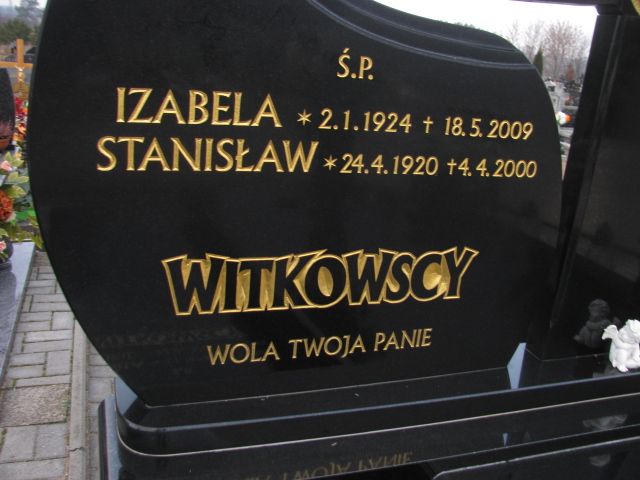 Ś.P.
IZABELA * 2.1.1924 † 18.5.2009
STANISŁAW * 24.4.1920 † 4.4.2000
WITKOWSCY
WOLA TWOJA PANIE